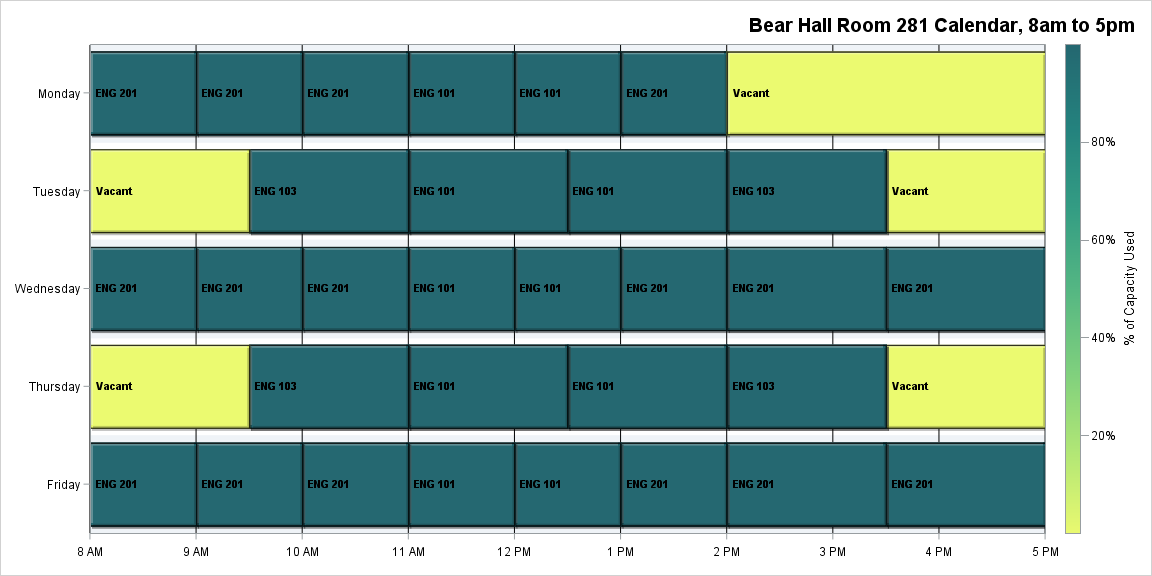 Bear Hall Room 281 Calendar, 8am to 5pm
Monday ENG 201 ENG 201 ENG 201 ENG 101 ENG 101 ENG 201 Vacant
Tuesday Vacant ENG 103 ENG 101 ENG 101 ENG 103 Vacant
Wednesday ENG 201 ENG 201 ENG 201 ENG 101 ENG 101 ENG 201 ENG 201 ENG 201
Thursday Vacant ENG 103 ENG 101 ENG 101 ENG 103 Vacant
Friday ENG 201 ENG 201 ENG 201 ENG 101 ENG 101 ENG 201 ENG 201 ENG 201
8 AM 9 AM 10 AM 11 AM 12 PM 1 PM 2 PM 3 PM 4 PM 5 PM
80%
60%
40%
20%
% of Capacity Used